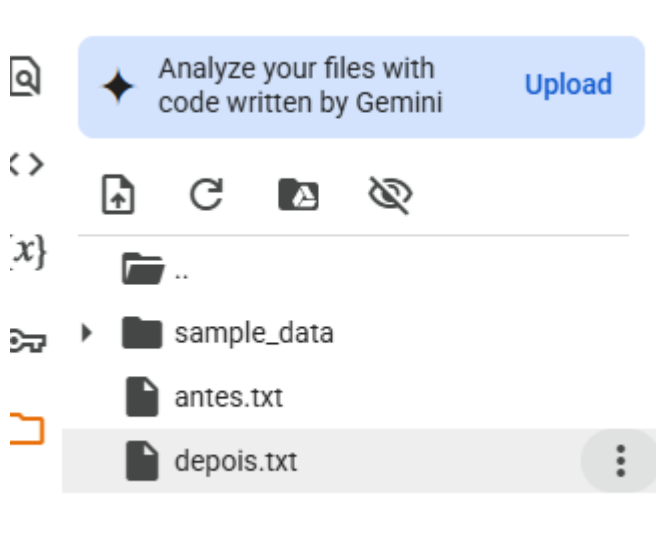 Analyze your files with
code written by Gemini
Upload
{x}
..
sample_data
antes.txt
depois.txt